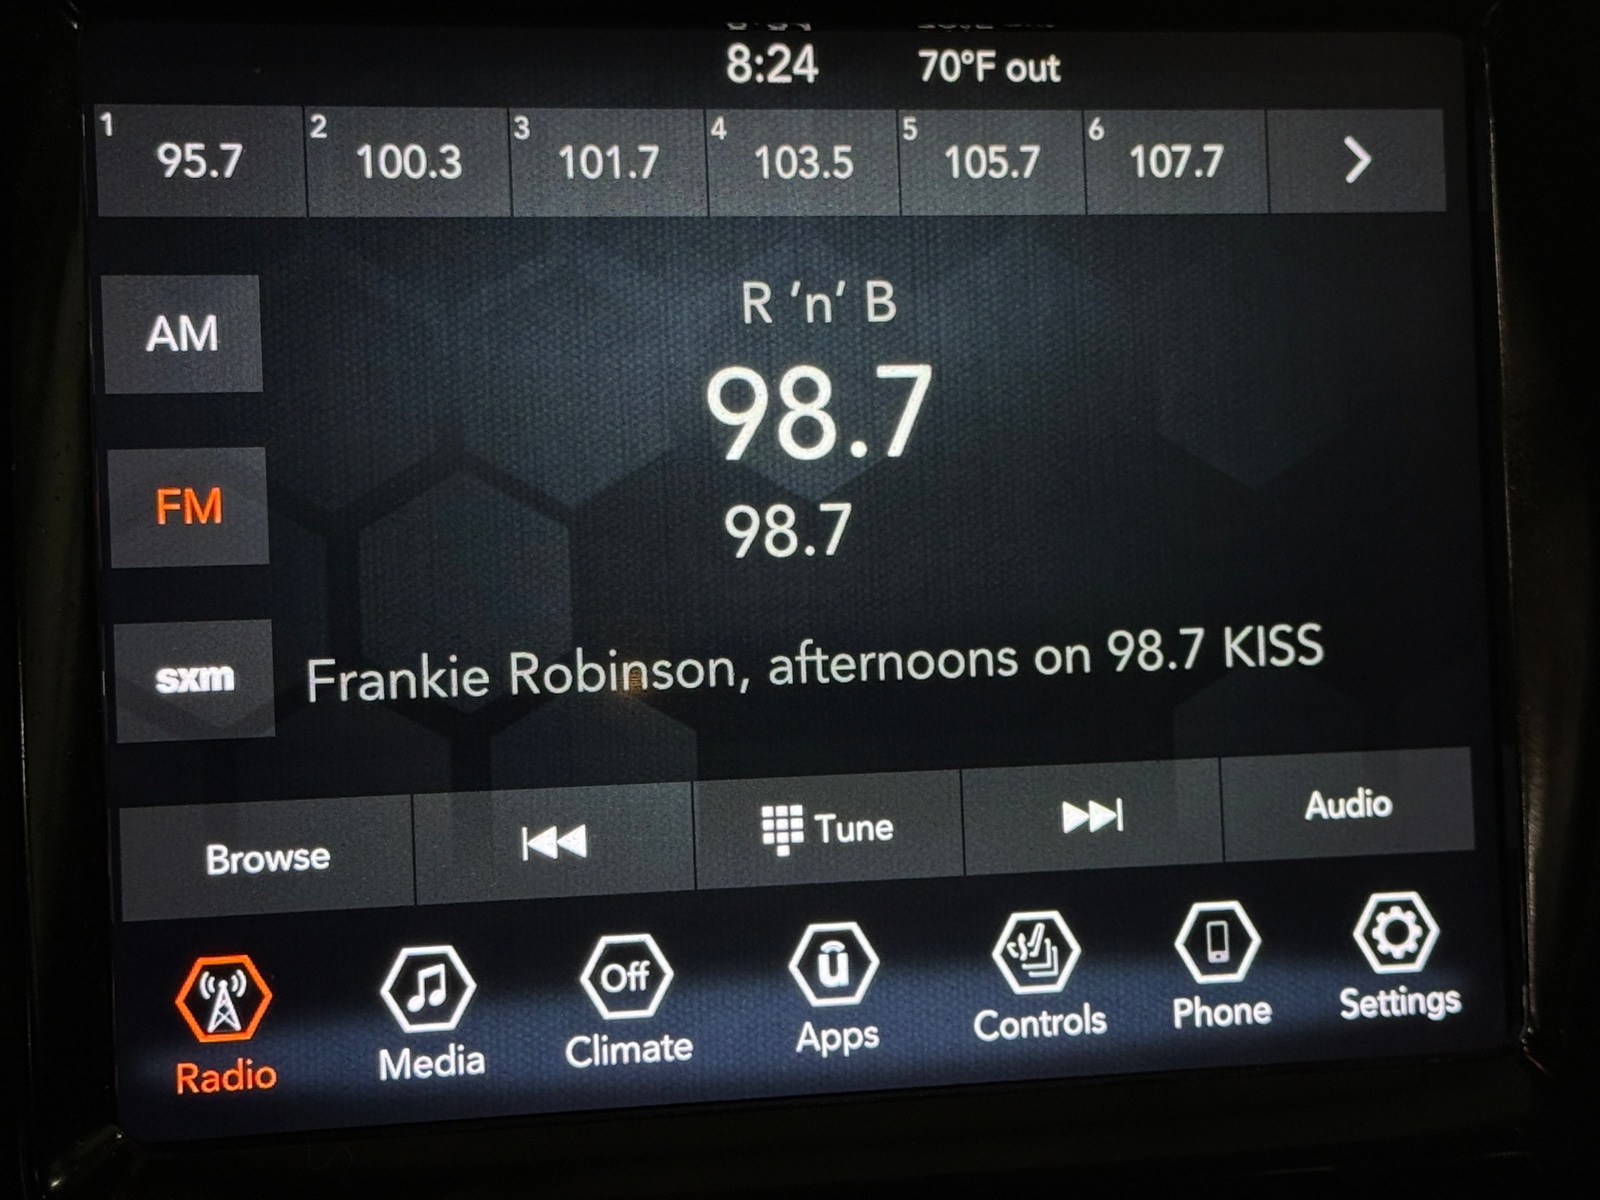 8:24 70°F out
1 95.7 2 100.3 3 101.7 4 103.5 5 105.7 6 107.7
AM
R 'n' B
98.7
FM
98.7
sxm
Frankie Robinson, afternoons on 98.7 KISS
Browse Tune Audio
Off
Radio Media Climate Apps Controls Phone Settings